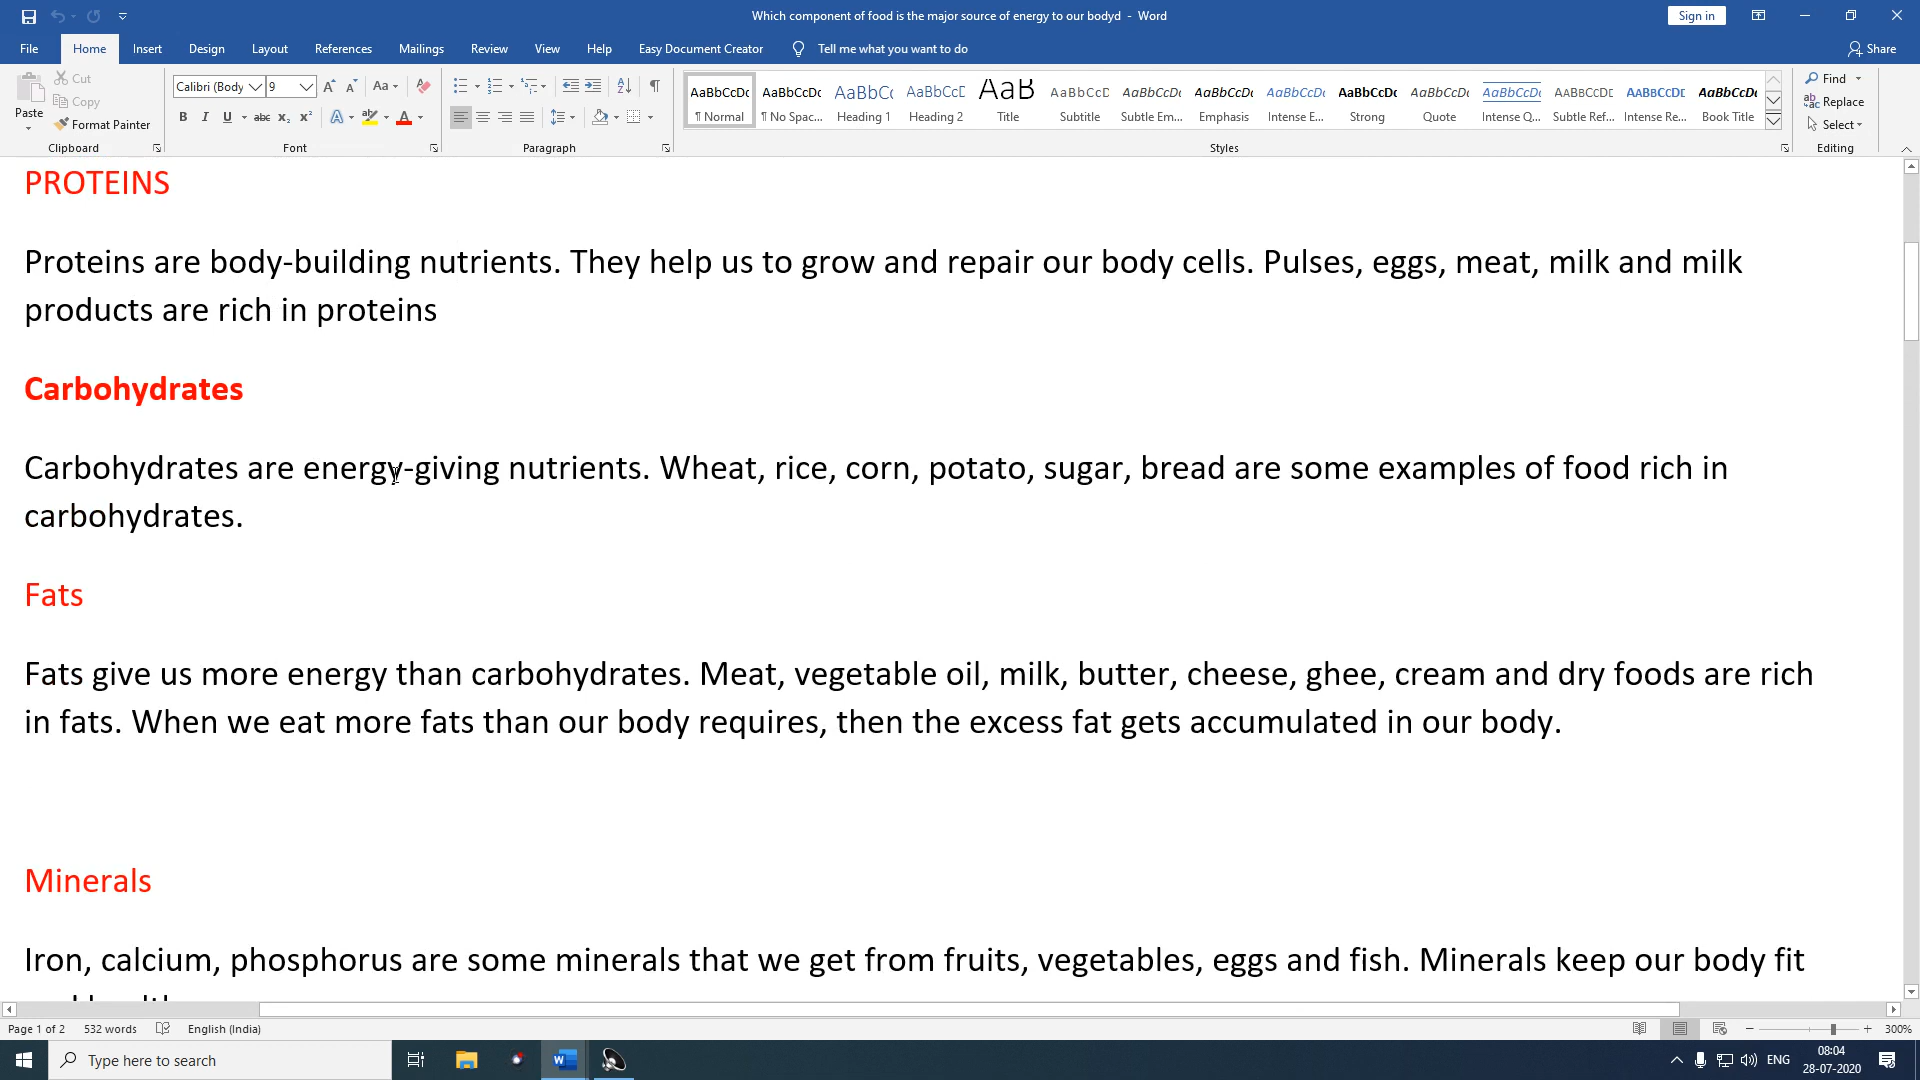 Which component of food is the major source of energy to our bodyd - Word
Sign in
File Home Insert Design Layout References Mailings Review View Help Easy Document Creator Tell me what you want to do Share
Paste
Cut
Copy
Format Painter
Clipboard
Calibri (Body 9
Font
Paragraph
AaBbCcDc AaBbCcDc AaBbCc AaBbCcD AaB AaBbCcD AaBbCcDc AaBbCcDc AaBbCcDc AaBbCcDc AaBbCcDc AaBbCcDc AaBbCcDd AaBbCcDd AaBbCcDc
¶ Normal ¶ No Spac... Heading 1 Heading 2 Title Subtitle Subtle Em... Emphasis Intense E... Strong Quote Intense Q... Subtle Ref... Intense Re... Book Title
Styles
Find
Replace
Select
Editing
PROTEINS
Proteins are body-building nutrients. They help us to grow and repair our body cells. Pulses, eggs, meat, milk and milk
products are rich in proteins
Carbohydrates
Carbohydrates are energy-giving nutrients. Wheat, rice, corn, potato, sugar, bread are some examples of food rich in
carbohydrates.
Fats
Fats give us more energy than carbohydrates. Meat, vegetable oil, milk, butter, cheese, ghee, cream and dry foods are rich
in fats. When we eat more fats than our body requires, then the excess fat gets accumulated in our body.
Minerals
Iron, calcium, phosphorus are some minerals that we get from fruits, vegetables, eggs and fish. Minerals keep our body fit
Page 1 of 2 532 words English (India) 300%
Type here to search
ENG
08:04
28-07-2020